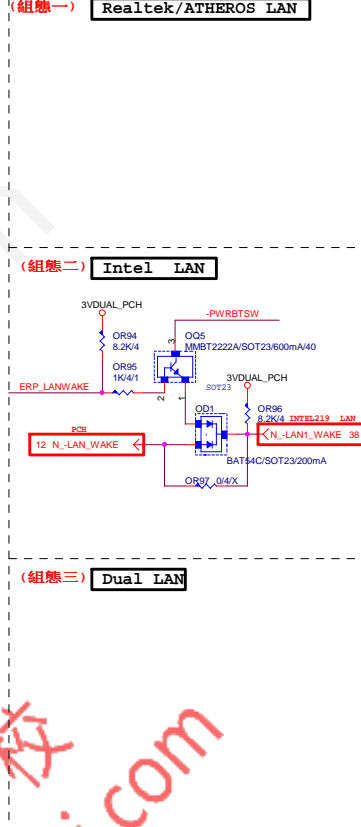 (組態一) Realtek/ATHEROS LAN
(組態二) Intel LAN
3VDUAL_PCH
-PWRBTSW
OR94
8.2K/4
OQ5
MMBT2222A/SOT23/600mA/40
3
OR95
1K/4/1
3VDUAL_PCH
SOT23
ERP_LANWAKE
2
1
OD1
OR96
8.2K/4 INTEL219 LAN
PCH
12 N_-LAN_WAKE
N_-LAN1_WAKE 38
BAT54C/SOT23/200mA
OR97 0/4/X
(組態三) Dual LAN
校
.com